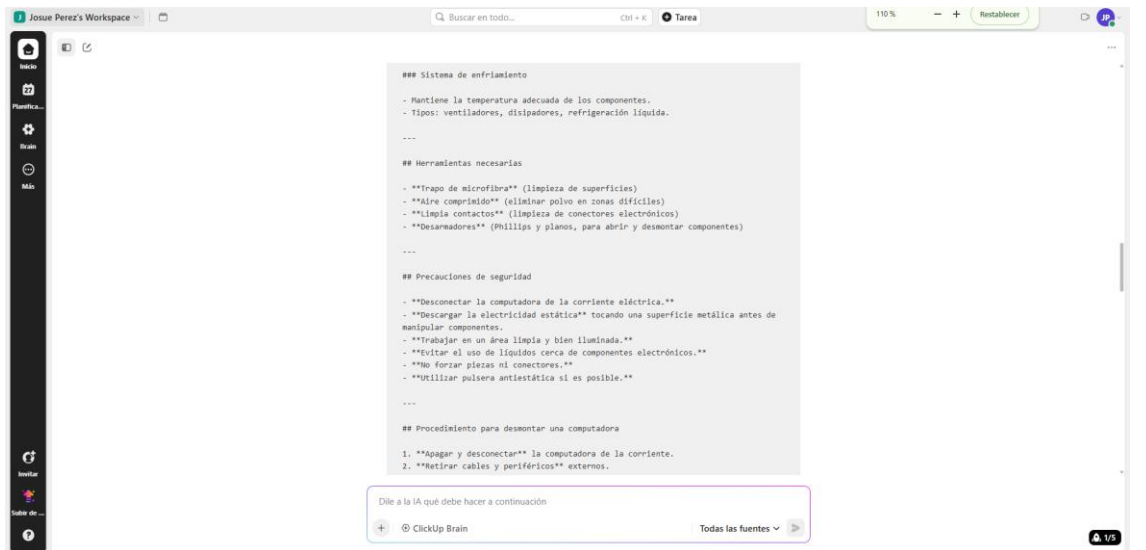 J Josue Perez's Workspace
Buscar en todo...
Ctrl + K
Tarea
110 %
− +
Restablecer
JP
Inicio
27
Planifica...
Brain
Más
Invitar
Subir de ...
### Sistema de enfriamiento
- Mantiene la temperatura adecuada de los componentes.
- Tipos: ventiladores, disipadores, refrigeración líquida.
---
## Herramientas necesarias
- **Trapo de microfibra** (limpieza de superficies)
- **Aire comprimido** (eliminar polvo en zonas difíciles)
- **Limpia contactos** (limpieza de conectores electrónicos)
- **Desarmadores** (Phillips y planos, para abrir y desmontar componentes)
---
## Precauciones de seguridad
- **Desconectar la computadora de la corriente eléctrica.**
- **Descargar la electricidad estática** tocando una superficie metálica antes de
manipular componentes.
- **Trabajar en un área limpia y bien iluminada.**
- **Evitar el uso de líquidos cerca de componentes electrónicos.**
- **No forzar piezas ni conectores.**
- **Utilizar pulsera antiestática si es posible.**
---
## Procedimiento para desmontar una computadora
1. **Apagar y desconectar** la computadora de la corriente.
2. **Retirar cables y periféricos** externos.
Dile a la IA qué debe hacer a continuación
+ ClickUp Brain
Todas las fuentes
1/5